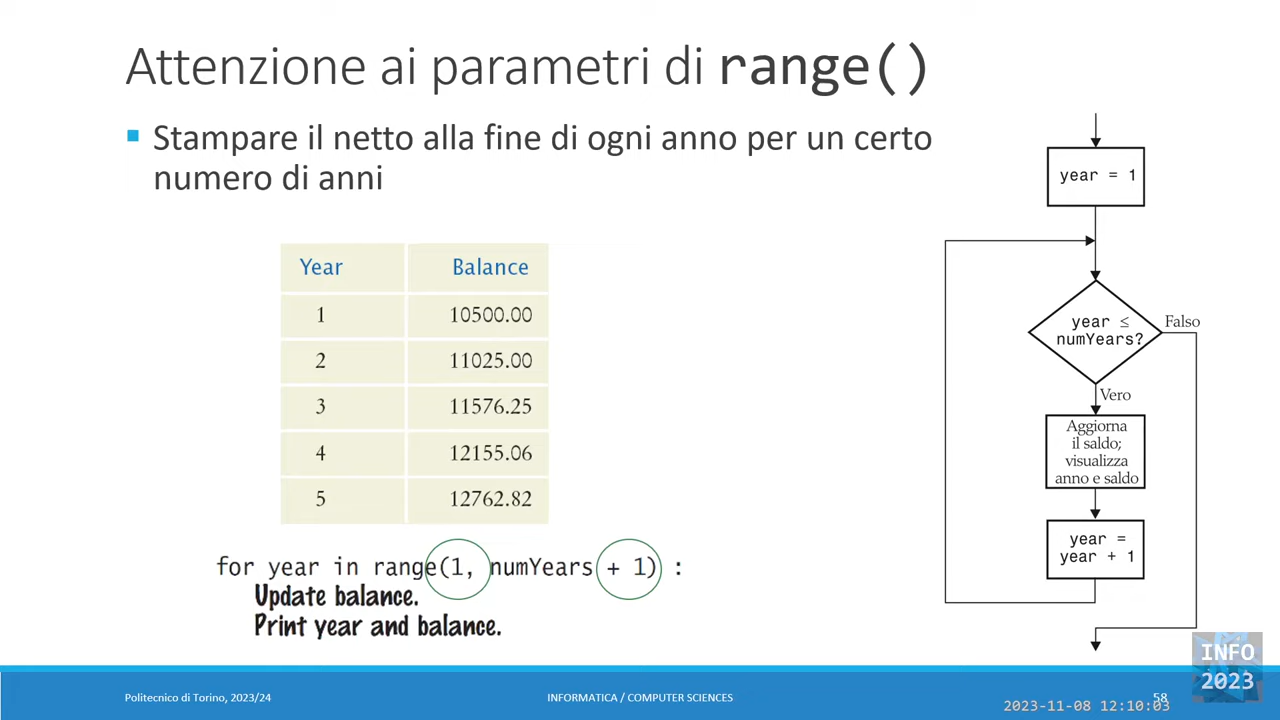 Attenzione ai parametri di range()
▪ Stampare il netto alla fine di ogni anno per un certo
numero di anni
Year Balance
1 10500.00
2 11025.00
3 11576.25
4 12155.06
5 12762.82
for year in range(1, numYears + 1) :
Update balance.
Print year and balance.
year = 1
year ≤
numYears?
Falso
Vero
Aggiorna
il saldo;
visualizza
anno e saldo
year =
year + 1
Politecnico di Torino, 2023/24
INFORMATICA / COMPUTER SCIENCES
58
INFO
2023
2023-11-08 12:10:03